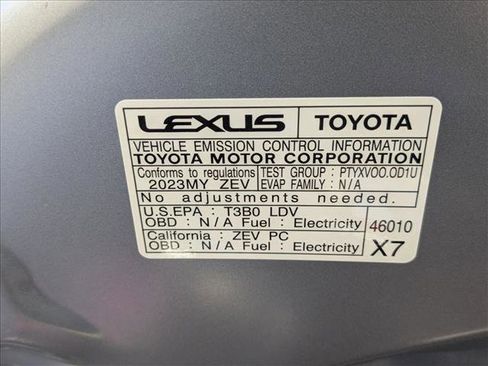 LEXUS TOYOTA
VEHICLE EMISSION CONTROL INFORMATION
TOYOTA MOTOR CORPORATION
Conforms to regulations TEST GROUP : PTYXV00.0D1U
2023MY ZEV EVAP FAMILY : N/A
No adjustments needed.
U.S.EPA : T3B0 LDV
OBD : N/A Fuel : Electricity 46010
California : ZEV PC
OBD : N/A Fuel : Electricity X7